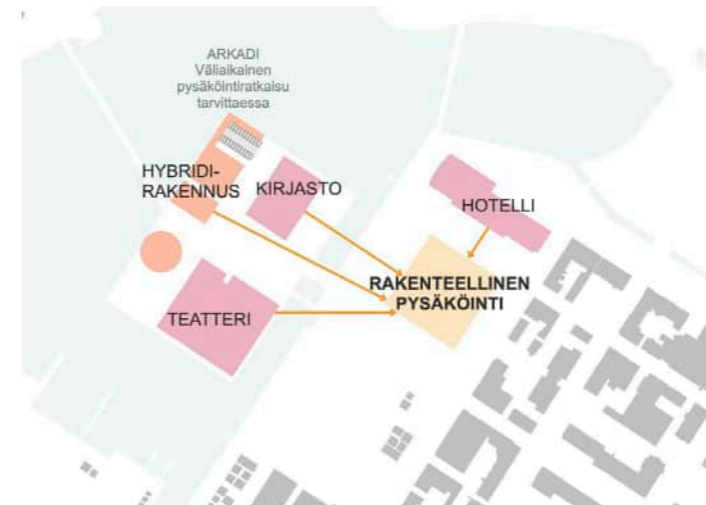 ARKADI
Väliaikainen
pysäköintiratkaisu
tarvittaessa
HYBRIDI-
RAKENNUS
KIRJASTO
HOTELLI
RAKENTEELLINEN
PYSÄKÖINTI
TEATTERI